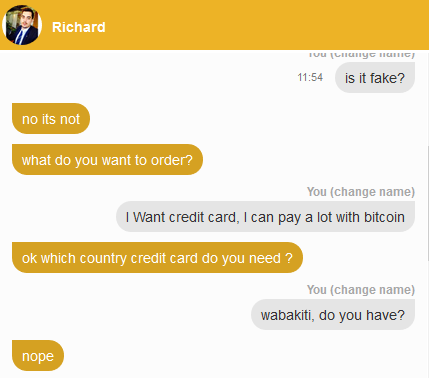 Richard
You (change name)
11:54
is it fake?
no its not
what do you want to order?
You (change name)
I Want credit card, I can pay a lot with bitcoin
ok which country credit card do you need ?
You (change name)
wabakiti, do you have?
nope